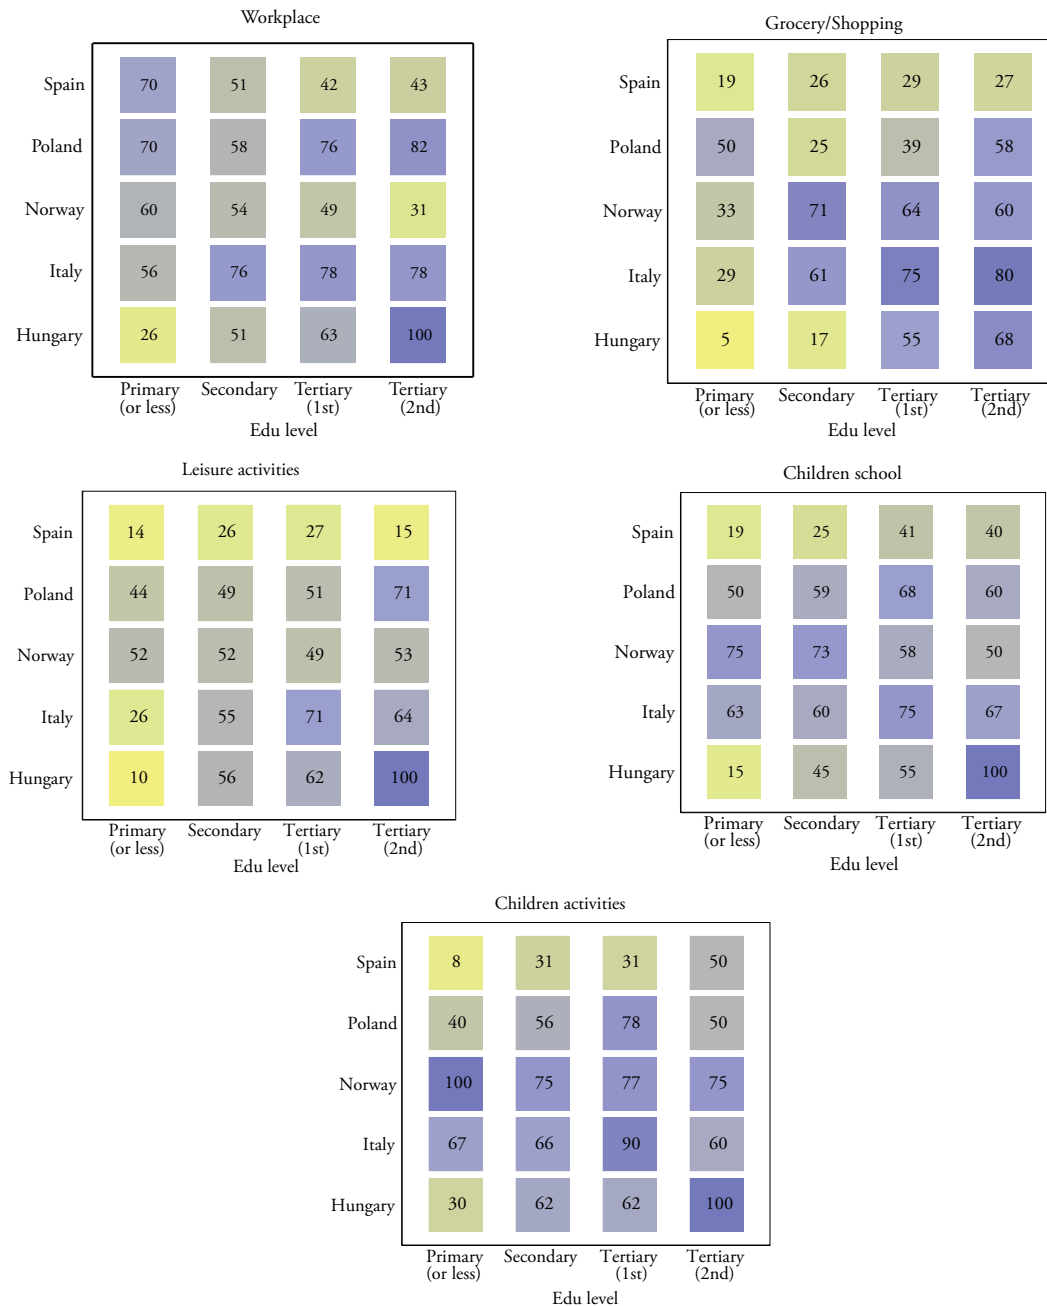 Workplace
Spain 70 51 42 43
Poland 70 58 76 82
Norway 60 54 49 31
Italy 56 76 78 78
Hungary 26 51 63 100
Primary Secondary Tertiary Tertiary
(or less) (1st) (2nd)
Edu level
Grocery/Shopping
Spain 19 26 29 27
Poland 50 25 39 58
Norway 33 71 64 60
Italy 29 61 75 80
Hungary 5 17 55 68
Primary Secondary Tertiary Tertiary
(or less) (1st) (2nd)
Edu level
Leisure activities
Spain 14 26 27 15
Poland 44 49 51 71
Norway 52 52 49 53
Italy 26 55 71 64
Hungary 10 56 62 100
Primary Secondary Tertiary Tertiary
(or less) (1st) (2nd)
Edu level
Children school
Spain 19 25 41 40
Poland 50 59 68 60
Norway 75 73 58 50
Italy 63 60 75 67
Hungary 15 45 55 100
Primary Secondary Tertiary Tertiary
(or less) (1st) (2nd)
Edu level
Children activities
Spain 8 31 31 50
Poland 40 56 78 50
Norway 100 75 77 75
Italy 67 66 90 60
Hungary 30 62 62 100
Primary Secondary Tertiary Tertiary
(or less) (1st) (2nd)
Edu level